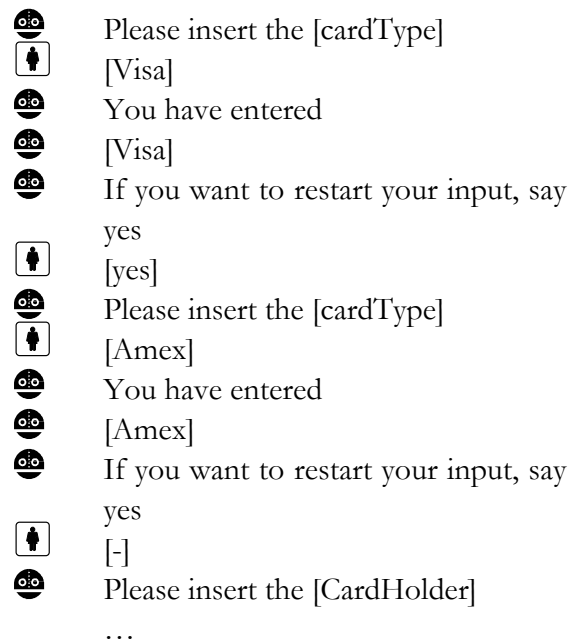 Please insert the [cardType]
[Visa]
You have entered
[Visa]
If you want to restart your input, say
yes
[yes]
Please insert the [cardType]
[Amex]
You have entered
[Amex]
If you want to restart your input, say
yes
[-]
Please insert the [CardHolder]
…